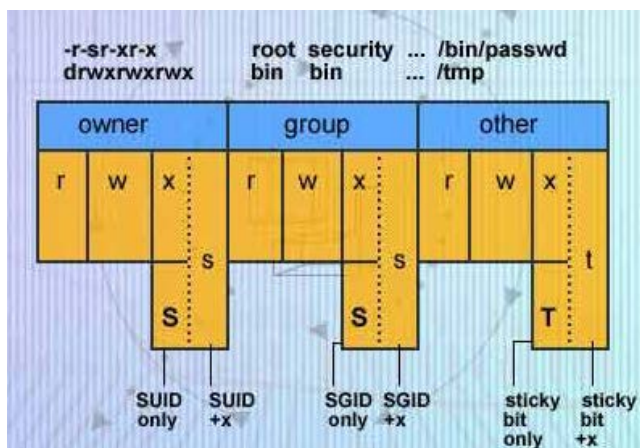 -r-sr-xr-x root security ... /bin/passwd
drwxrwxrwx bin bin ... /tmp
owner group other
r w x r w x r w x
s s t
S S T
SUID only SUID +x SGID only SGID +x sticky bit only sticky bit +x